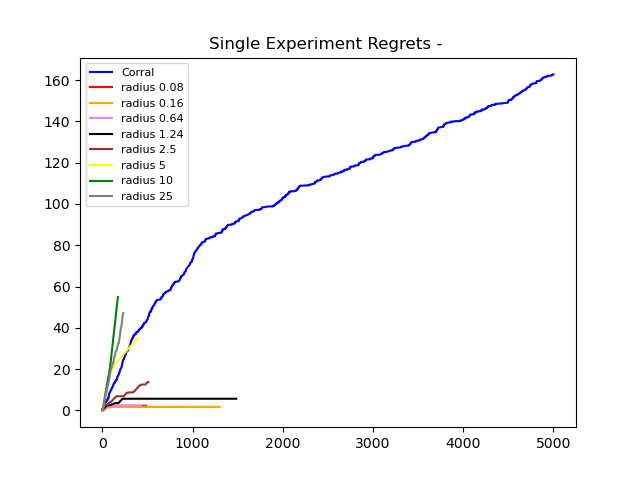 Single Experiment Regrets -
Corral
radius 0.08
radius 0.16
radius 0.64
radius 1.24
radius 2.5
radius 5
radius 10
radius 25
160
140
120
100
80
60
40
20
0
0 1000 2000 3000 4000 5000